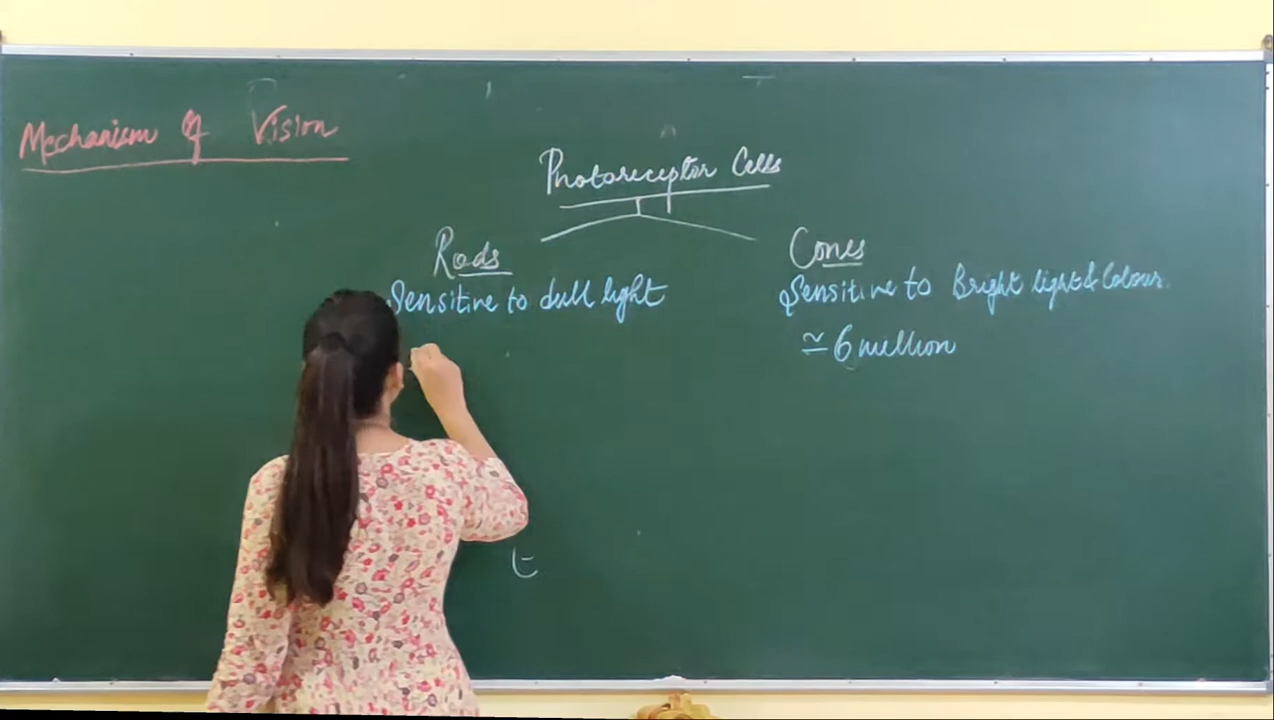 Mechanism of Vision
Photoreceptor Cells
Rods
Cones
Sensitive to dull light
Sensitive to Bright light & Colour.
≃ 6 million